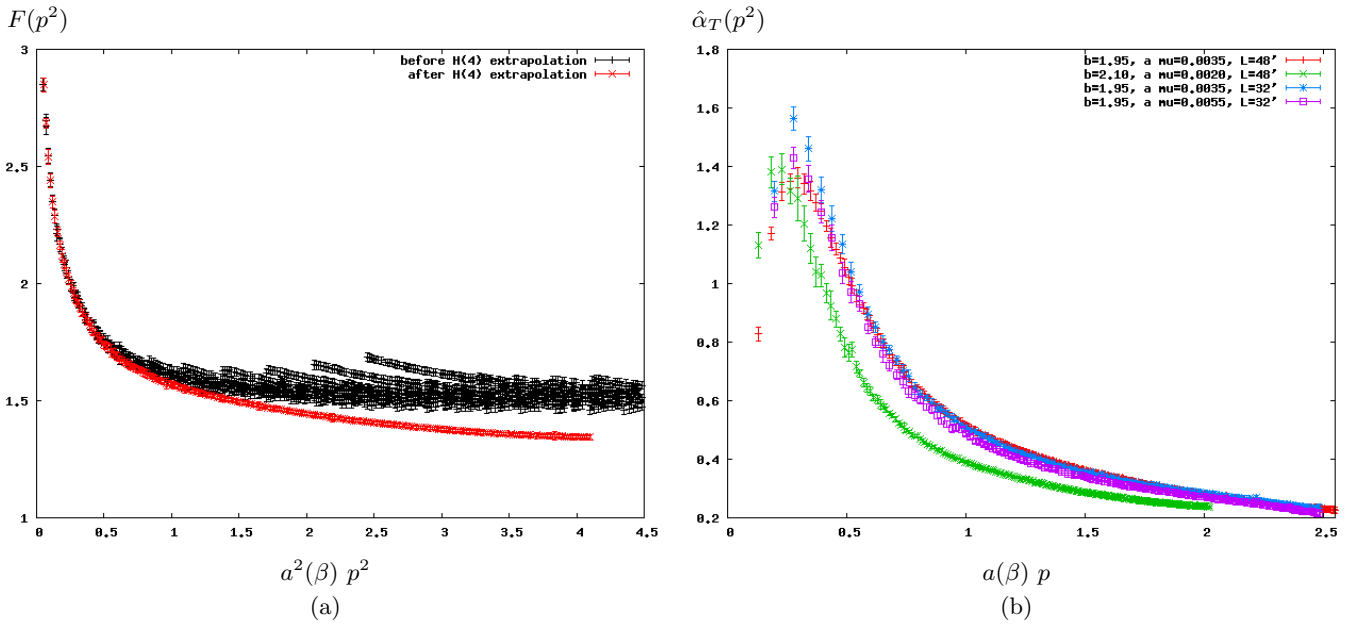 F(p²)
3
2.5
2
1.5
1
0 0.5 1 1.5 2 2.5 3 3.5 4 4.5
before H(4) extrapolation
after H(4) extrapolation
a²(β) p²
(a)
α̂_T(p²)
1.8
1.6
1.4
1.2
1
0.8
0.6
0.4
0.2
0 0.5 1 1.5 2 2.5
b=1.95, a mu=0.0035, L=48'
b=2.10, a mu=0.0020, L=48'
b=1.95, a mu=0.0035, L=32'
b=1.95, a mu=0.0055, L=32'
a(β) p
(b)